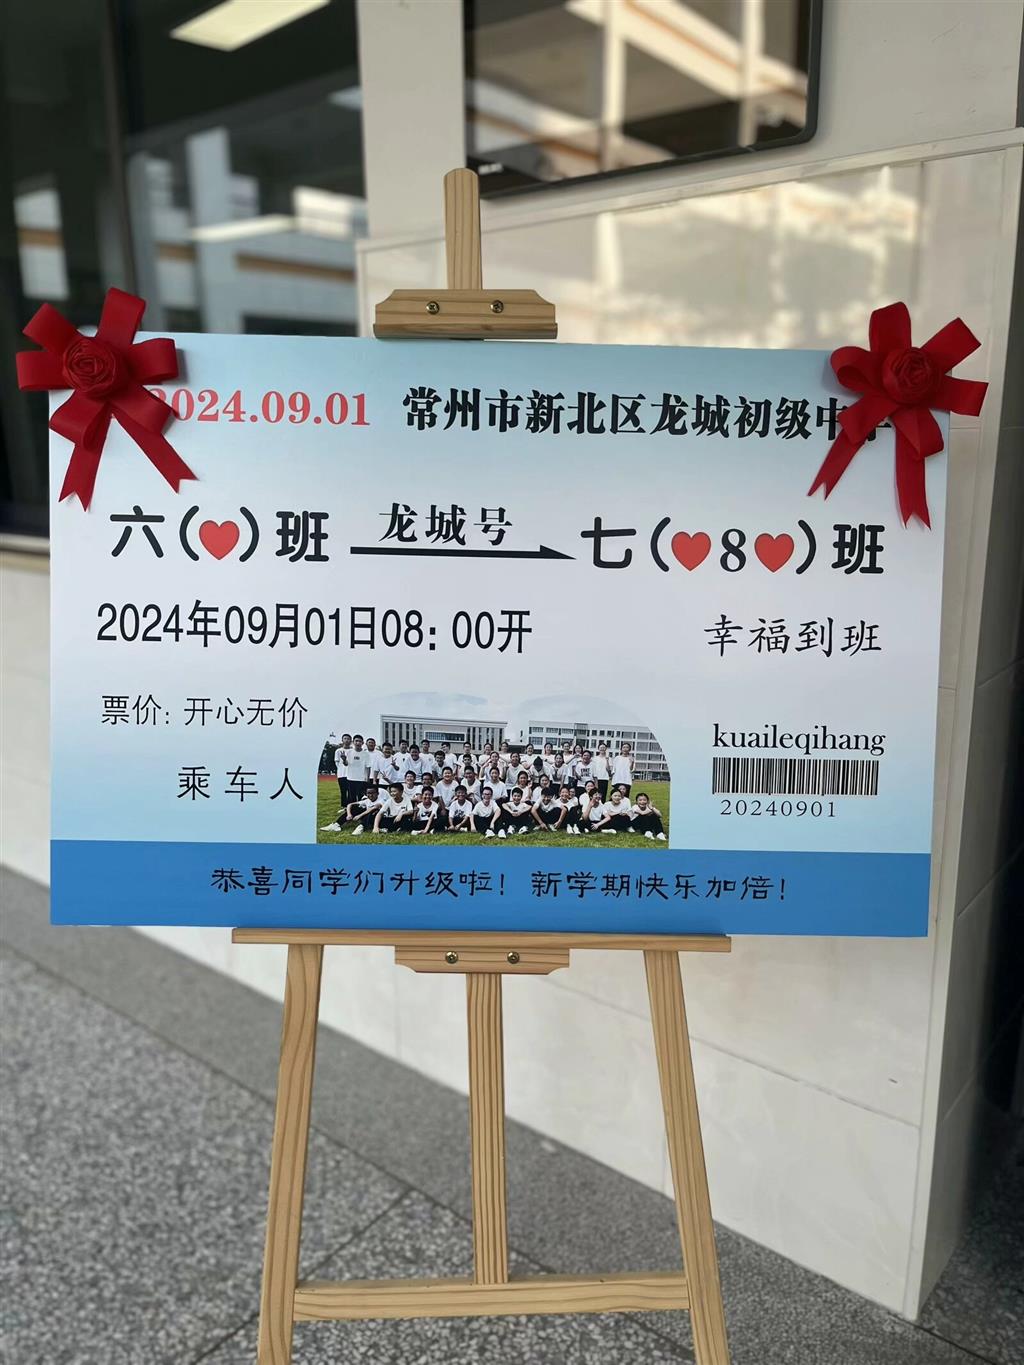 2024.09.01 常州市新北区龙城初级中学
六(❤)班 龙城号 七(❤8❤)班
2024年09月01日08：00开 幸福到班
票价：开心无价
kuaileqihang
乘车人
20240901
恭喜同学们升级啦！新学期快乐加倍！